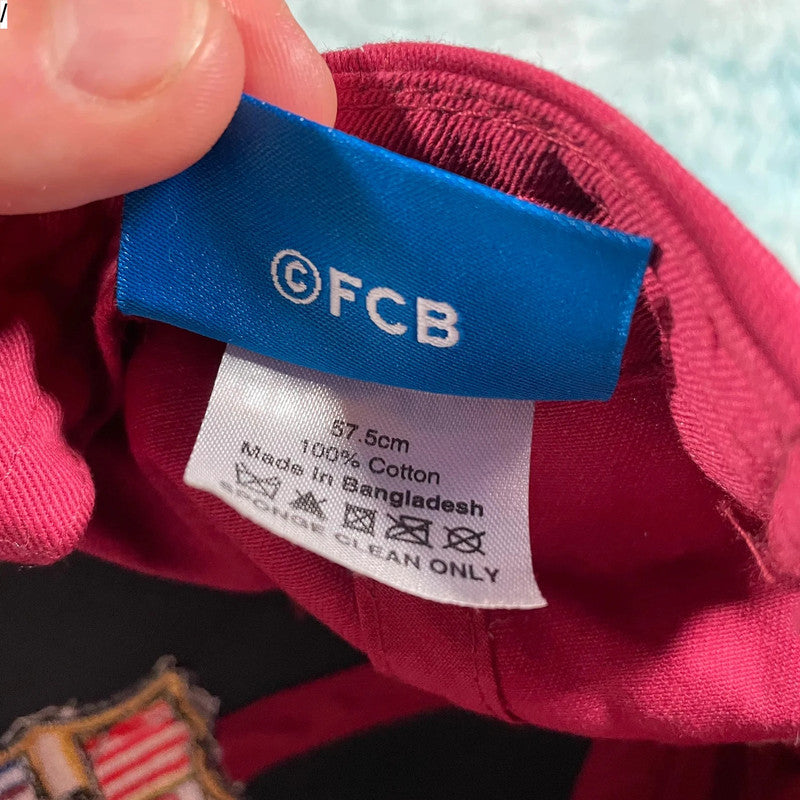 /
©FCB
57.5cm
100% Cotton
Made In Bangladesh
SPONGE CLEAN ONLY